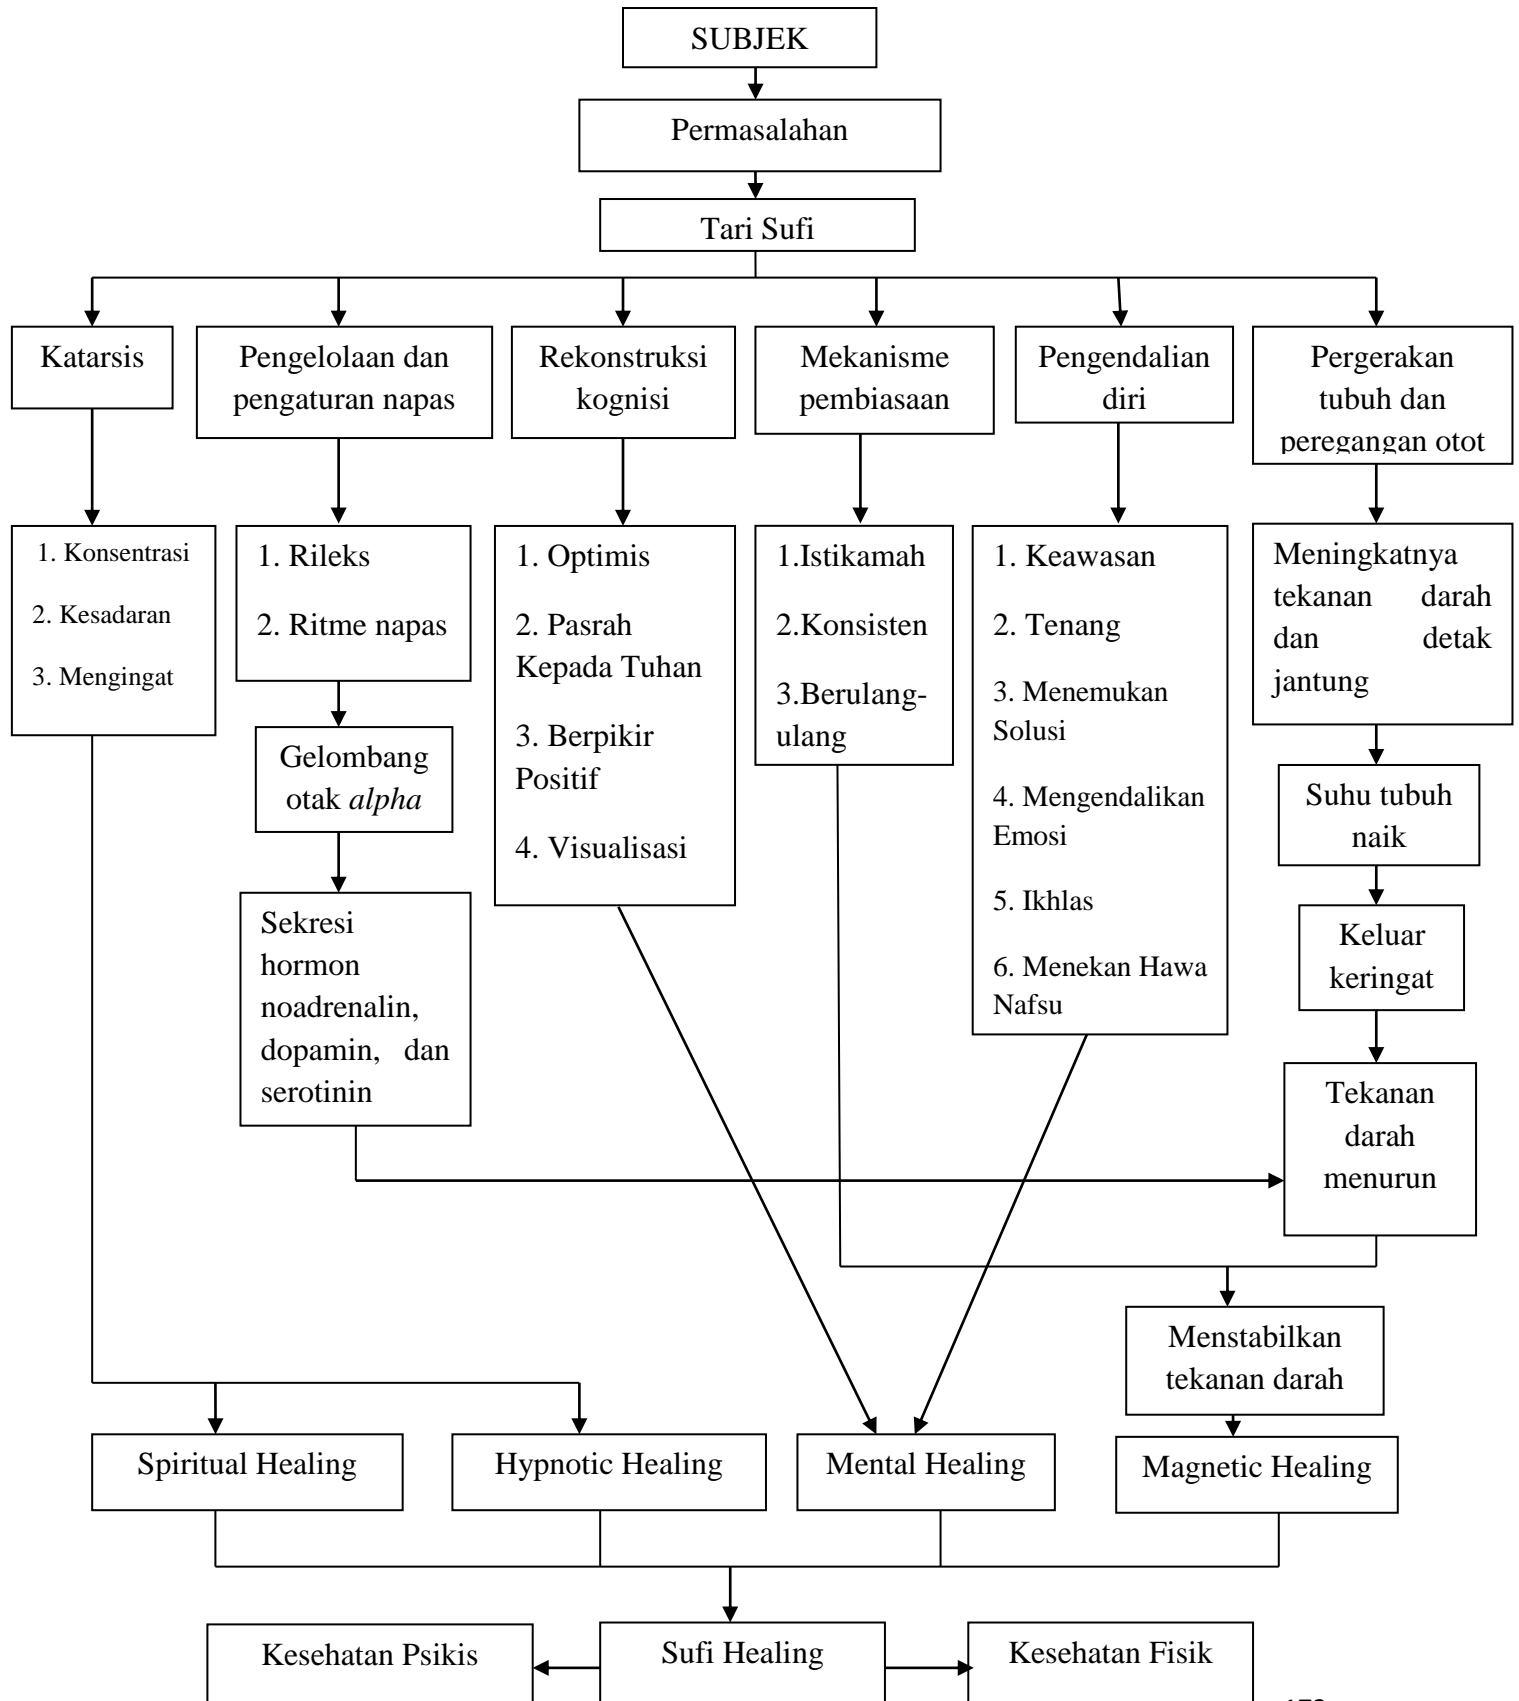 SUBJEK
Permasalahan
Tari Sufi
Katarsis
Pengelolaan dan
pengaturan napas
Rekonstruksi
kognisi
Mekanisme
pembiasaan
Pengendalian
diri
Pergerakan
tubuh dan
peregangan otot
1. Konsentrasi
2. Kesadaran
3. Mengingat
1. Rileks
2. Ritme napas
1. Optimis
2. Pasrah
Kepada Tuhan
3. Berpikir
Positif
4. Visualisasi
1.Istikamah
2.Konsisten
3.Berulang-
ulang
1. Keawasan
2. Tenang
3. Menemukan
Solusi
4. Mengendalikan
Emosi
5. Ikhlas
6. Menekan Hawa
Nafsu
Meningkatnya
tekanan darah
dan detak
jantung
Gelombang
otak alpha
Suhu tubuh
naik
Sekresi
hormon
noadrenalin,
dopamin, dan
serotinin
Keluar
keringat
Tekanan
darah
menurun
Menstabilkan
tekanan darah
Spiritual Healing
Hypnotic Healing
Mental Healing
Magnetic Healing
Kesehatan Psikis
Sufi Healing
Kesehatan Fisik